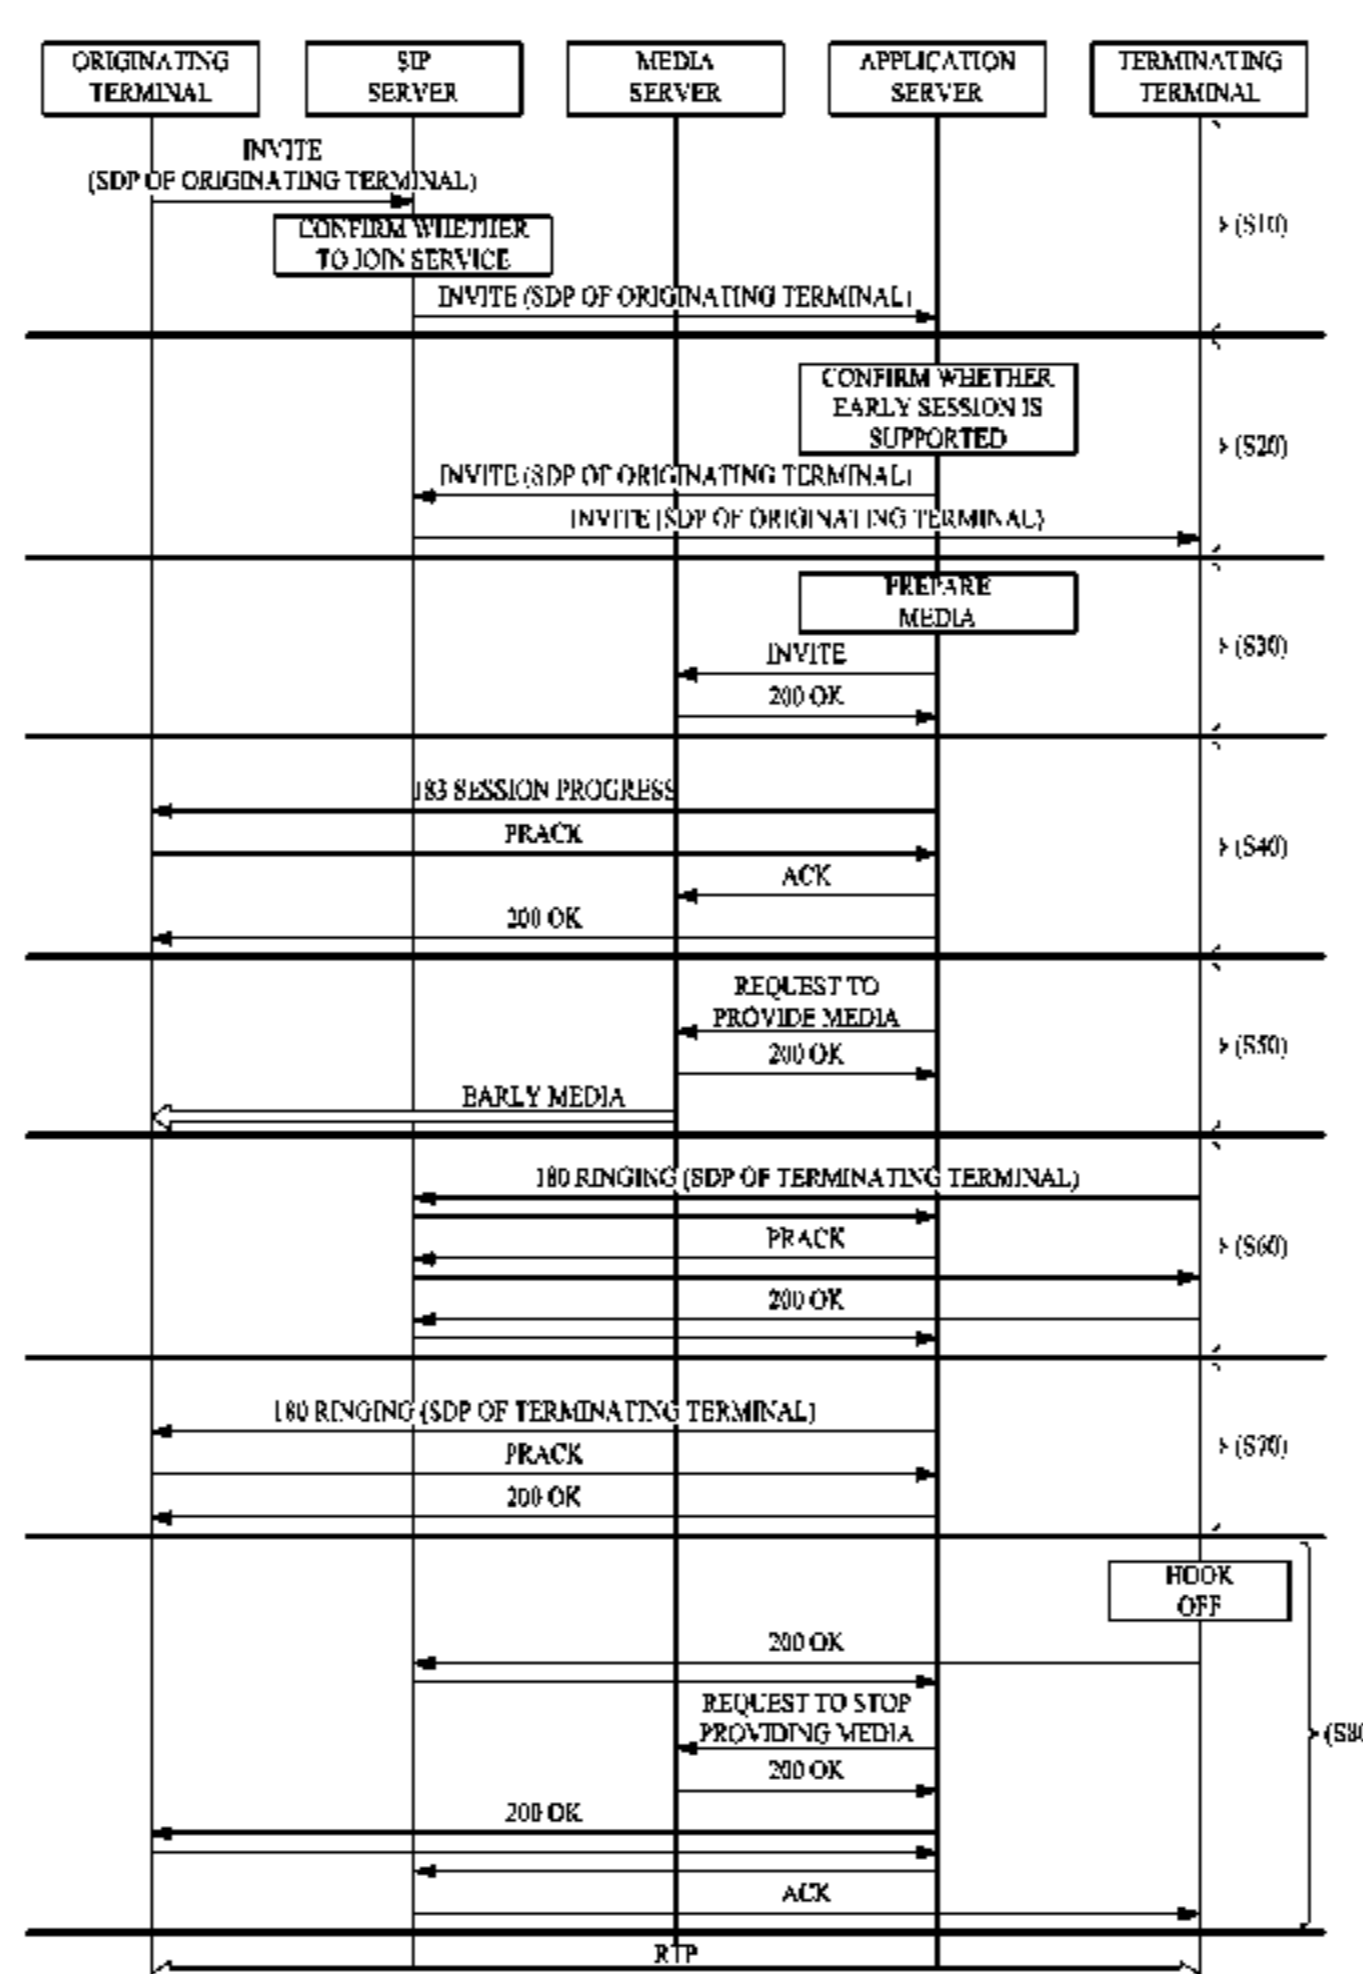 ORIGINATING
TERMINAL
SIP
SERVER
MEDIA
SERVER
APPLICATION
SERVER
TERMINATING
TERMINAL
INVITE
(SDP OF ORIGINATING TERMINAL)
CONFIRM WHETHER
TO JOIN SERVICE
(S10)
INVITE (SDP OF ORIGINATING TERMINAL)
CONFIRM WHETHER
EARLY SESSION IS
SUPPORTED
(S20)
INVITE (SDP OF ORIGINATING TERMINAL)
INVITE (SDP OF ORIGINATING TERMINAL)
PREPARE
MEDIA
(S30)
INVITE
200 OK
183 SESSION PROGRESS
PRACK
(S40)
ACK
200 OK
REQUEST TO
PROVIDE MEDIA
(S50)
200 OK
EARLY MEDIA
180 RINGING (SDP OF TERMINATING TERMINAL)
PRACK
(S60)
200 OK
180 RINGING (SDP OF TERMINATING TERMINAL)
PRACK
(S70)
200 OK
HOOK
OFF
200 OK
REQUEST TO STOP
PROVIDING MEDIA
(S80
200 OK
200 OK
ACK
RTP